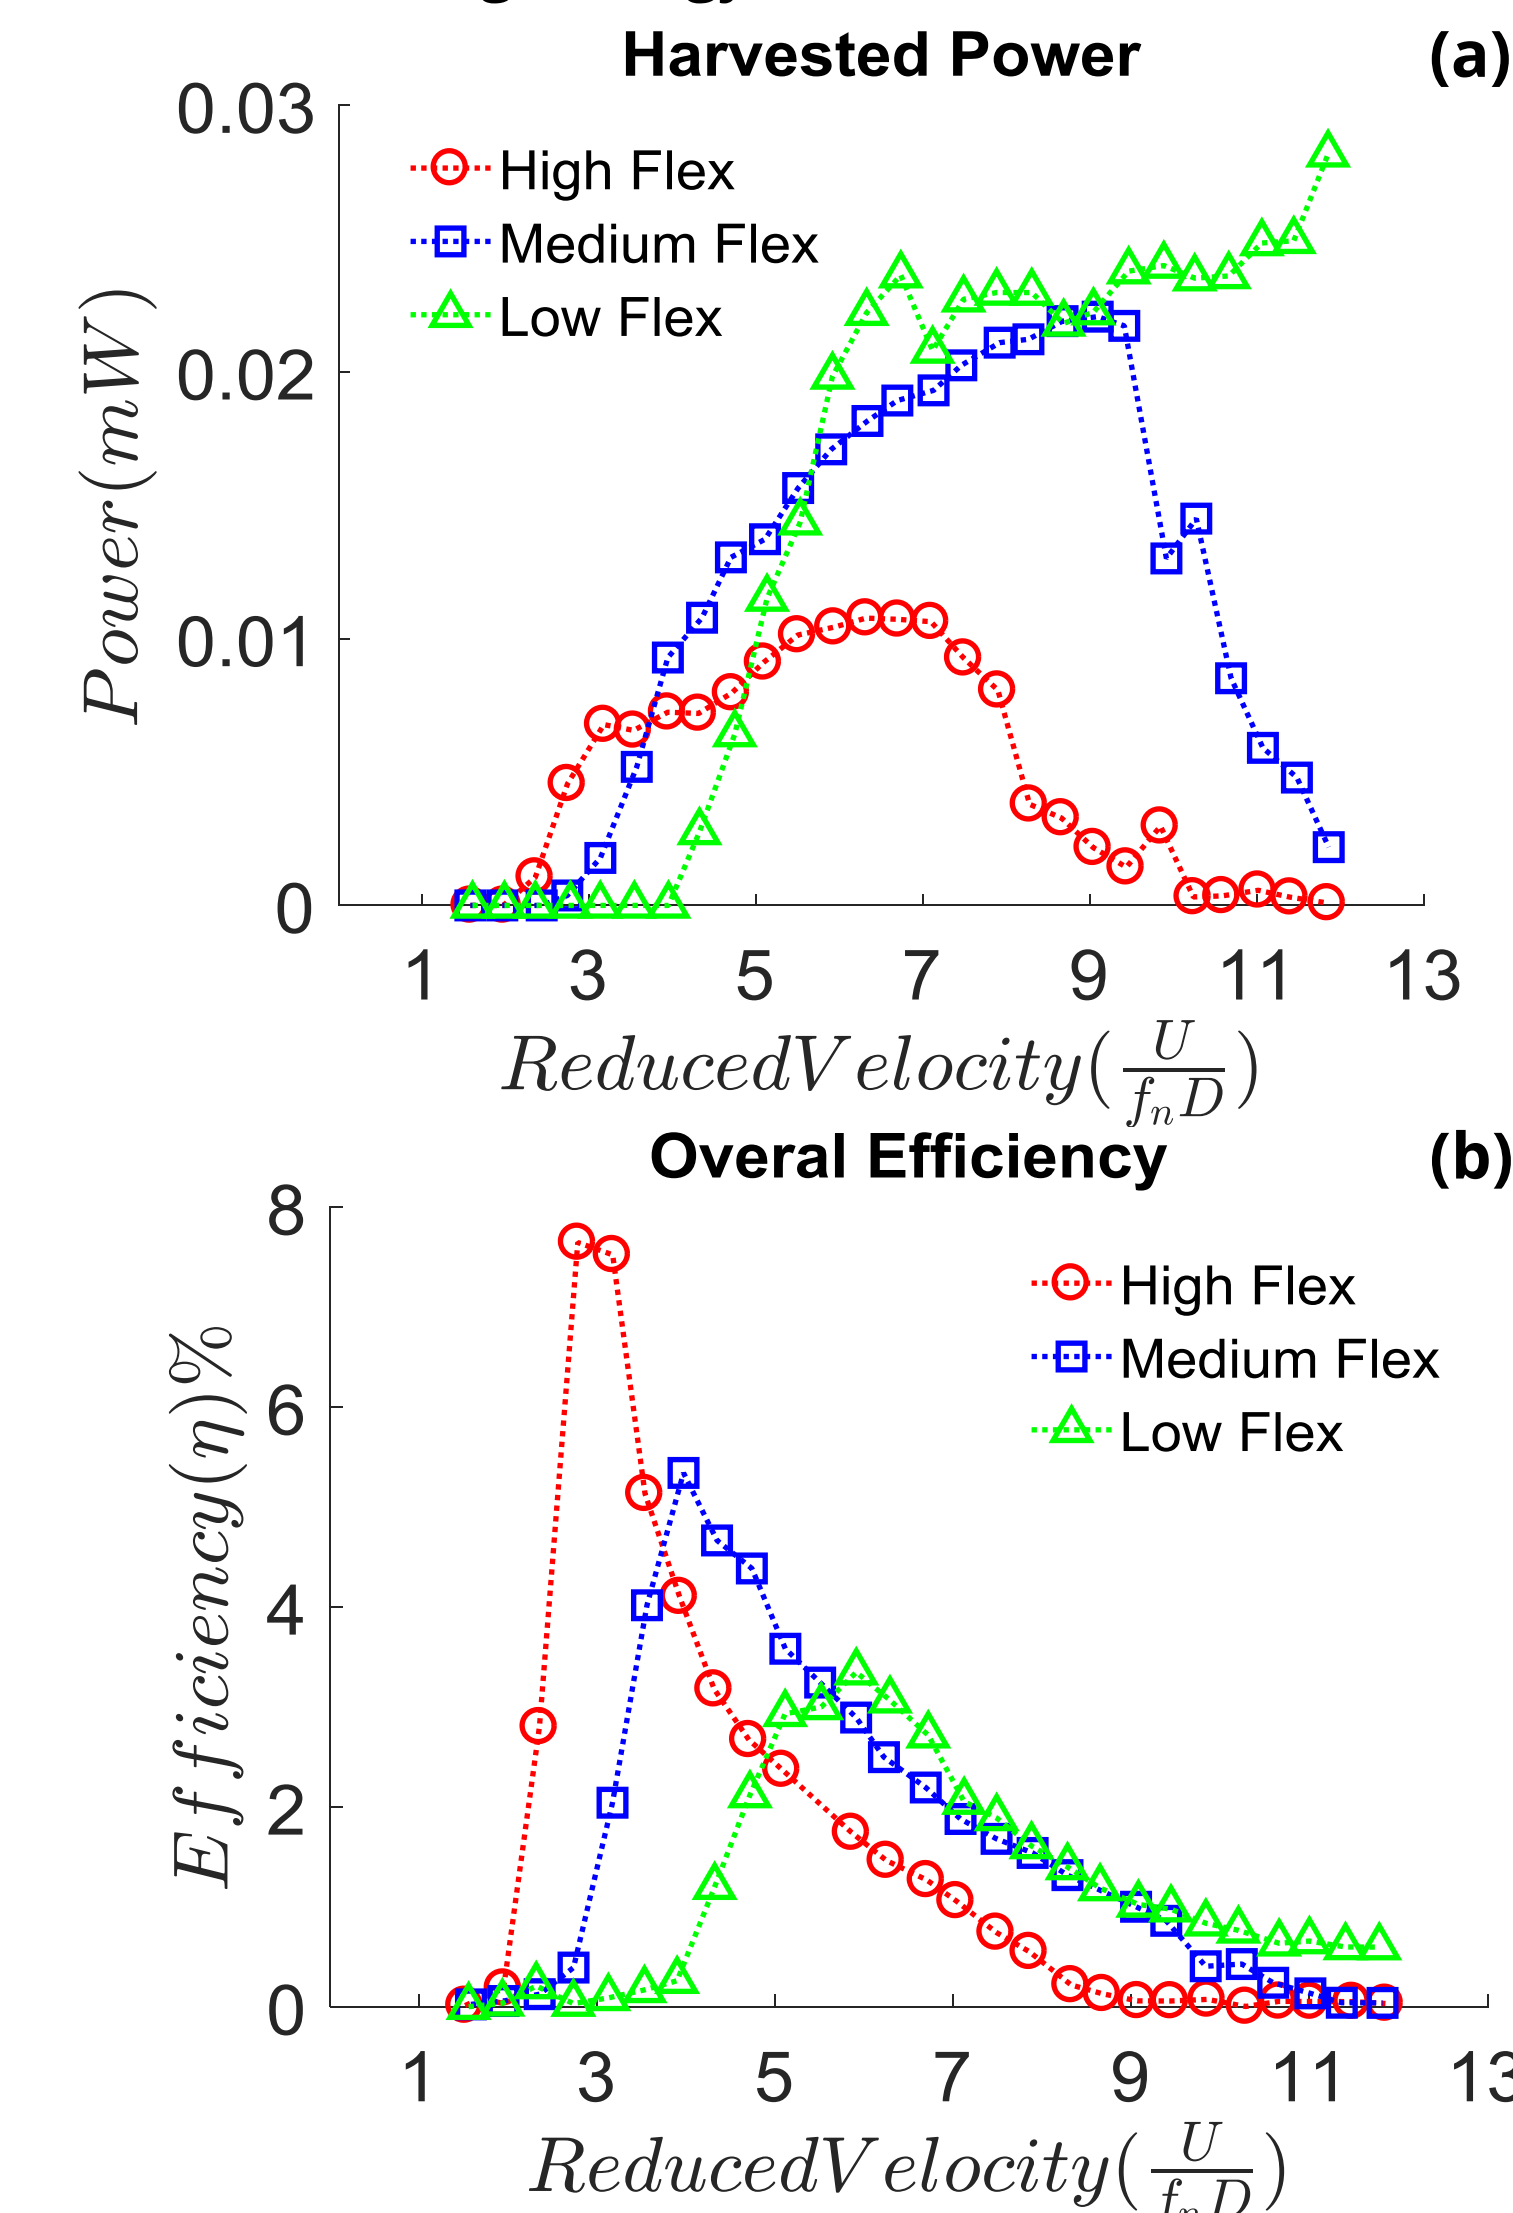 Harvested Power (a)
0.03
High Flex
Medium Flex
Low Flex
0.02
0.01
0
Power(mW)
1 3 5 7 9 11 13
ReducedVelocity(U/f_nD)
Overal Efficiency (b)
8
High Flex
Medium Flex
Low Flex
6
4
2
0
Efficiency(η)%
1 3 5 7 9 11 13
ReducedVelocity(U/f_nD)